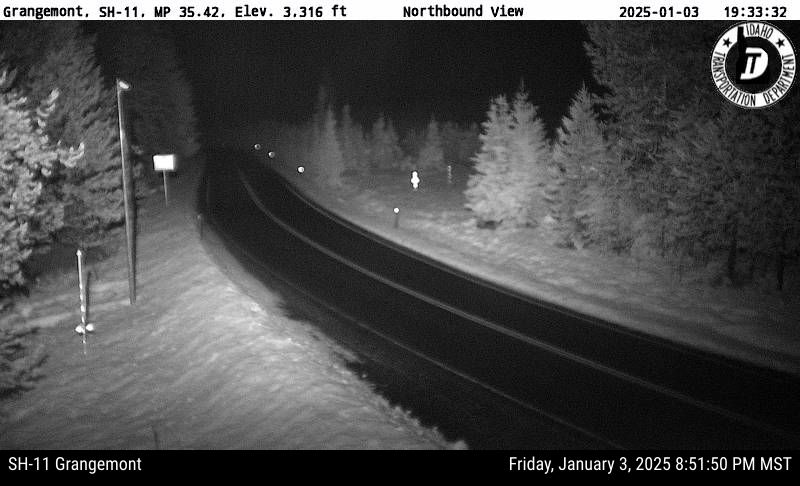 Grangemont, SH-11, MP 35.42, Elev. 3,316 ft Northbound View 2025-01-03 19:33:32
IDAHO
TRANSPORTATION DEPARTMENT
SH-11 Grangemont Friday, January 3, 2025 8:51:50 PM MST